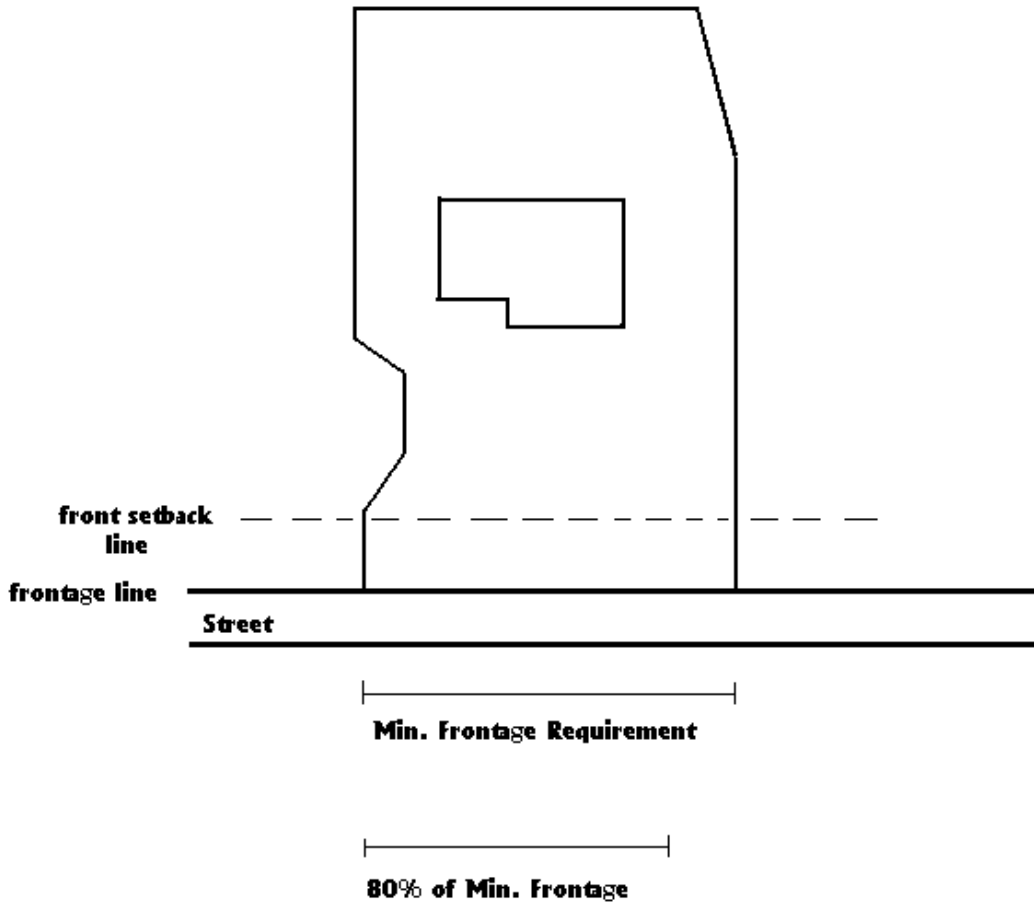 front setback
line
frontage line
Street
Min. Frontage Requirement
80% of Min. Frontage